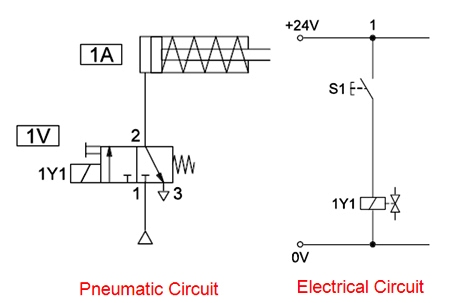 +24V
1
1A
S1
1V
2
1Y1
1
3
1Y1
0V
Pneumatic Circuit
Electrical Circuit